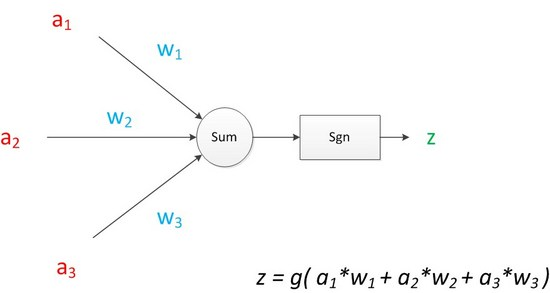 a₁
w₁
w₂
a₂
Sum
Sgn
z
w₃
a₃
z = g( a₁*w₁ + a₂*w₂ + a₃*w₃ )